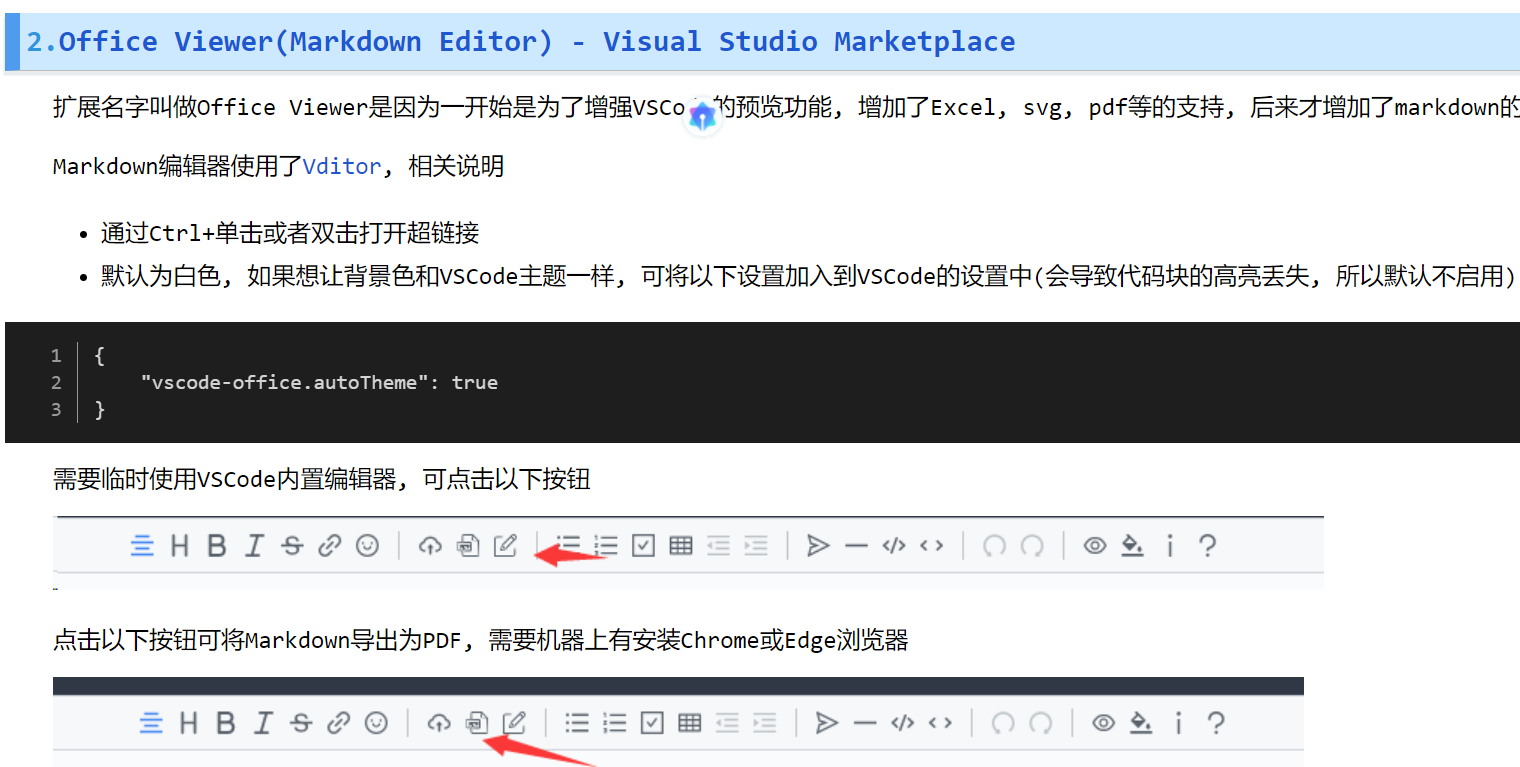 2.Office Viewer(Markdown Editor) - Visual Studio Marketplace
扩展名字叫做Office Viewer是因为一开始是为了增强VSCo 的预览功能, 增加了Excel, svg, pdf等的支持, 后来才增加了markdown的
Markdown编辑器使用了Vditor, 相关说明
• 通过Ctrl+单击或者双击打开超链接
• 默认为白色, 如果想让背景色和VSCode主题一样, 可将以下设置加入到VSCode的设置中(会导致代码块的高亮丢失, 所以默认不启用)
1 {
2 "vscode-office.autoTheme": true
3 }
需要临时使用VSCode内置编辑器, 可点击以下按钮
H B I S
点击以下按钮可将Markdown导出为PDF, 需要机器上有安装Chrome或Edge浏览器
H B I S